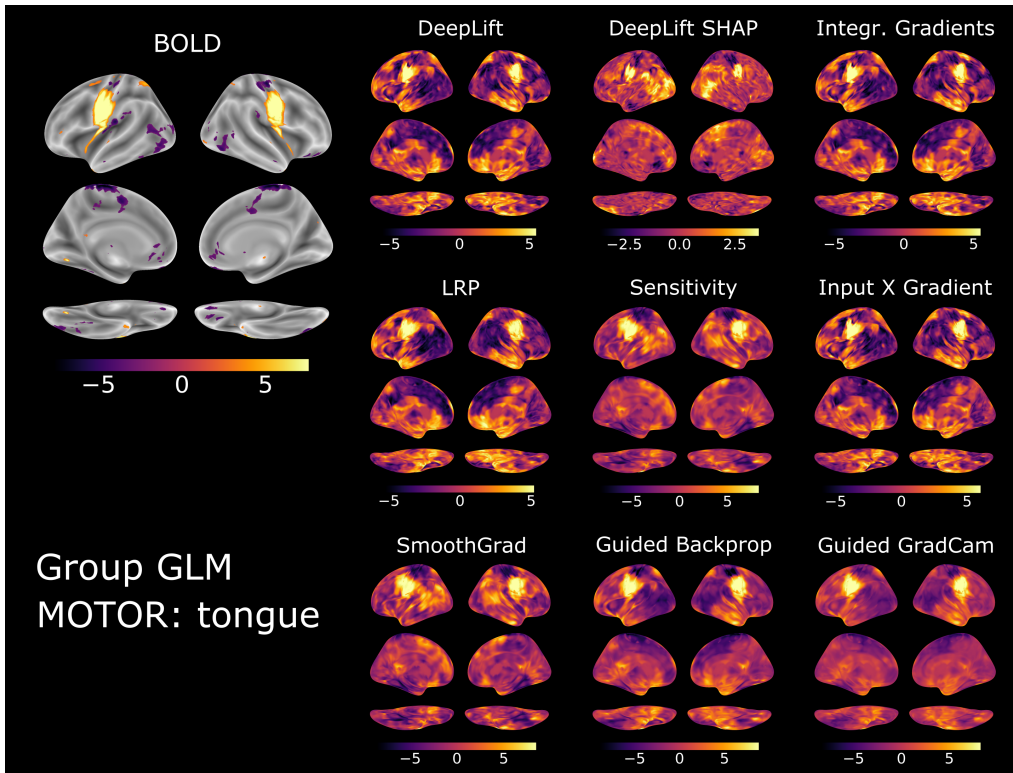 BOLD
−5 0 5
Group GLM
MOTOR: tongue
DeepLift
−5 0 5
DeepLift SHAP
−2.5 0.0 2.5
Integr. Gradients
−5 0 5
LRP
−5 0 5
Sensitivity
−5 0 5
Input X Gradient
−5 0 5
SmoothGrad
−5 0 5
Guided Backprop
−5 0 5
Guided GradCam
−5 0 5